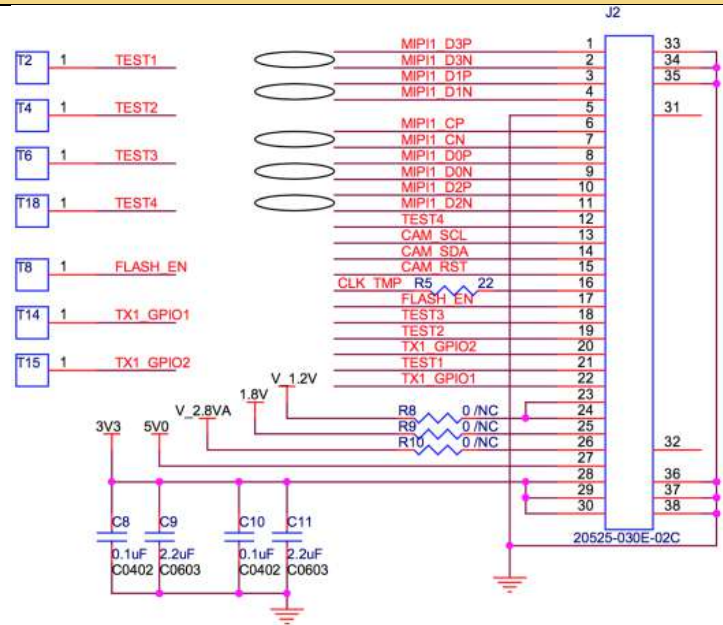 J2
T2 1 TEST1
T4 1 TEST2
T6 1 TEST3
T18 1 TEST4
T8 1 FLASH_EN
T14 1 TX1_GPIO1
T15 1 TX1_GPIO2
MIPI1_D3P 1 33
MIPI1_D3N 2 34
MIPI1_D1P 3 35
MIPI1_D1N 4
5 31
MIPI1_CP 6
MIPI1_CN 7
MIPI1_D0P 8
MIPI1_D0N 9
MIPI1_D2P 10
MIPI1_D2N 11
TEST4 12
CAM_SCL 13
CAM_SDA 14
CAM_RST 15
CLK_TMP R5 22 16
FLASH_EN 17
TEST3 18
TEST2 19
TX1_GPIO2 20
TEST1 21
TX1_GPIO1 22
V_1.2V 23
1.8V R8 0 /NC 24
V_2.8VA R9 0 /NC 25
3V3 5V0 R10 0 /NC 26 32
27
28 36
29 37
30 38
C8 C9 C10 C11
0.1uF 2.2uF 0.1uF 2.2uF
C0402 C0603 C0402 C0603
20525-030E-02C